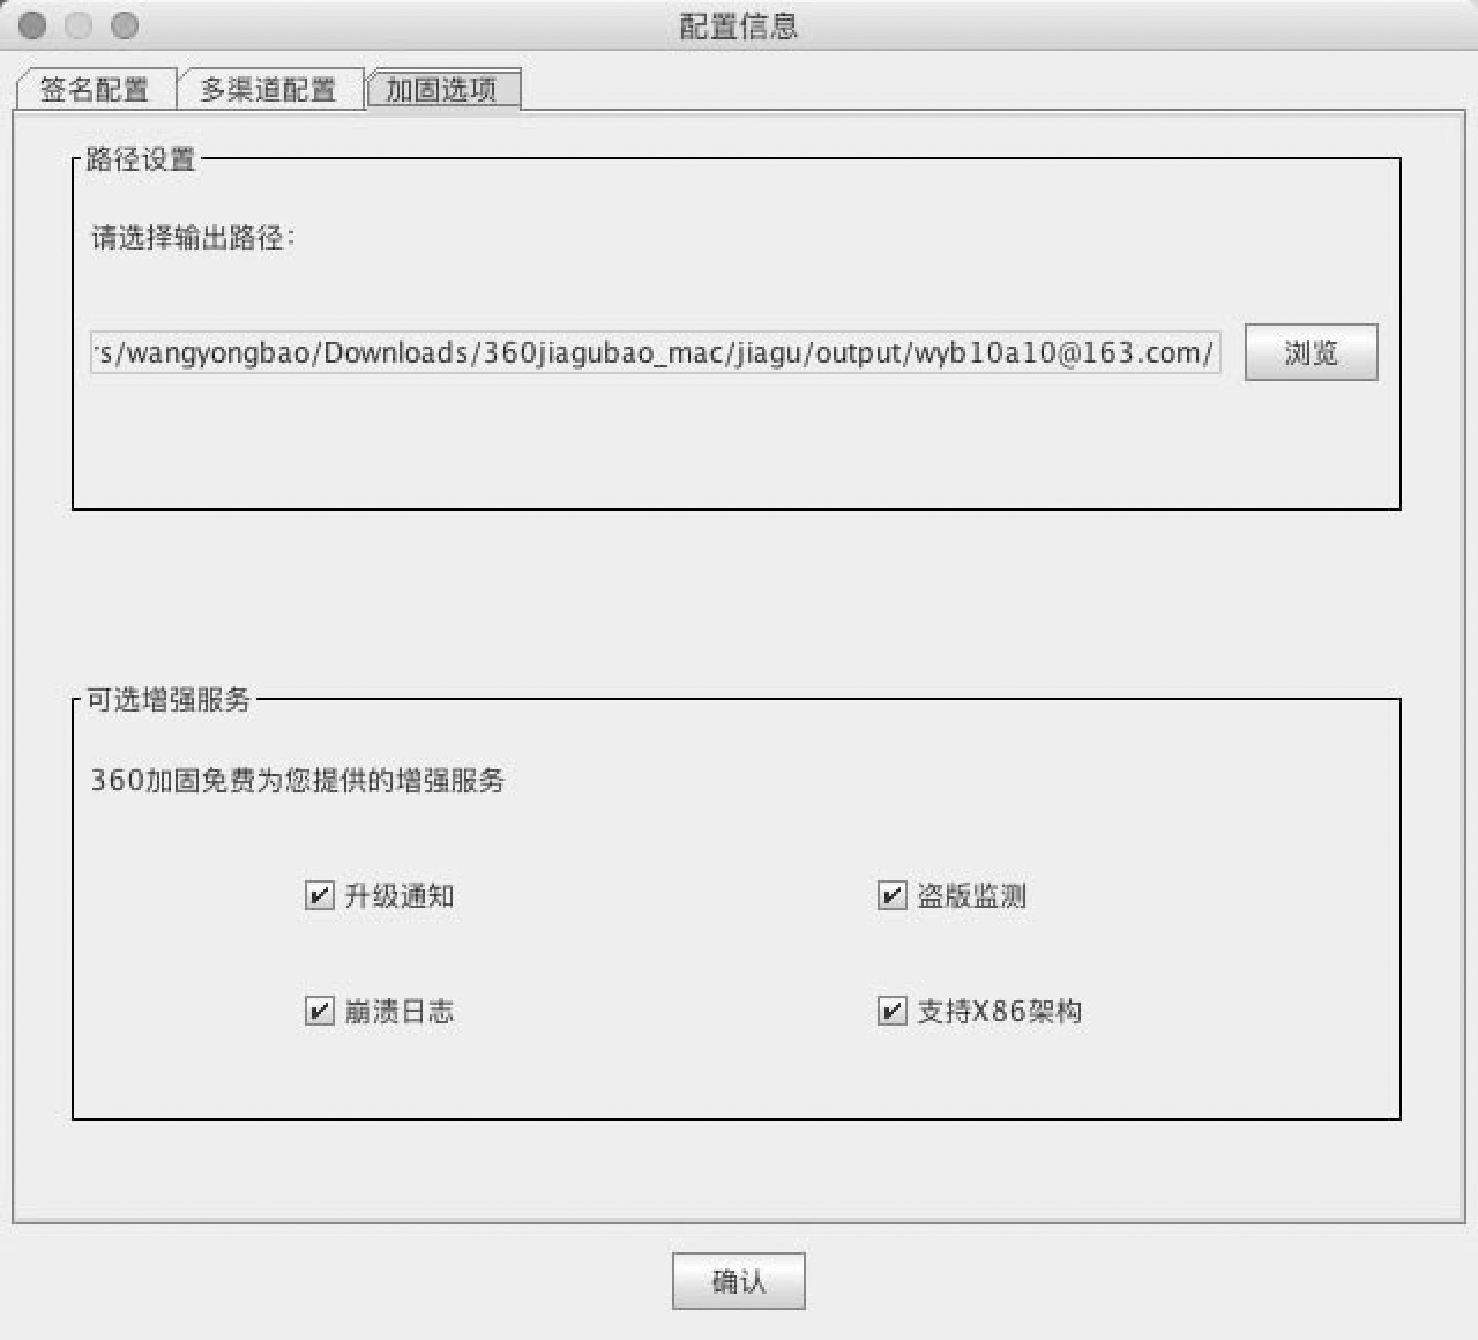 配置信息
签名配置 多渠道配置 加固选项
路径设置
请选择输出路径:
s/wangyongbao/Downloads/360jiagubao_mac/jiagu/output/wyb10a10@163.com/ 浏览
可选增强服务
360加固免费为您提供的增强服务
升级通知 盗版监测
崩溃日志 支持X86架构
确认